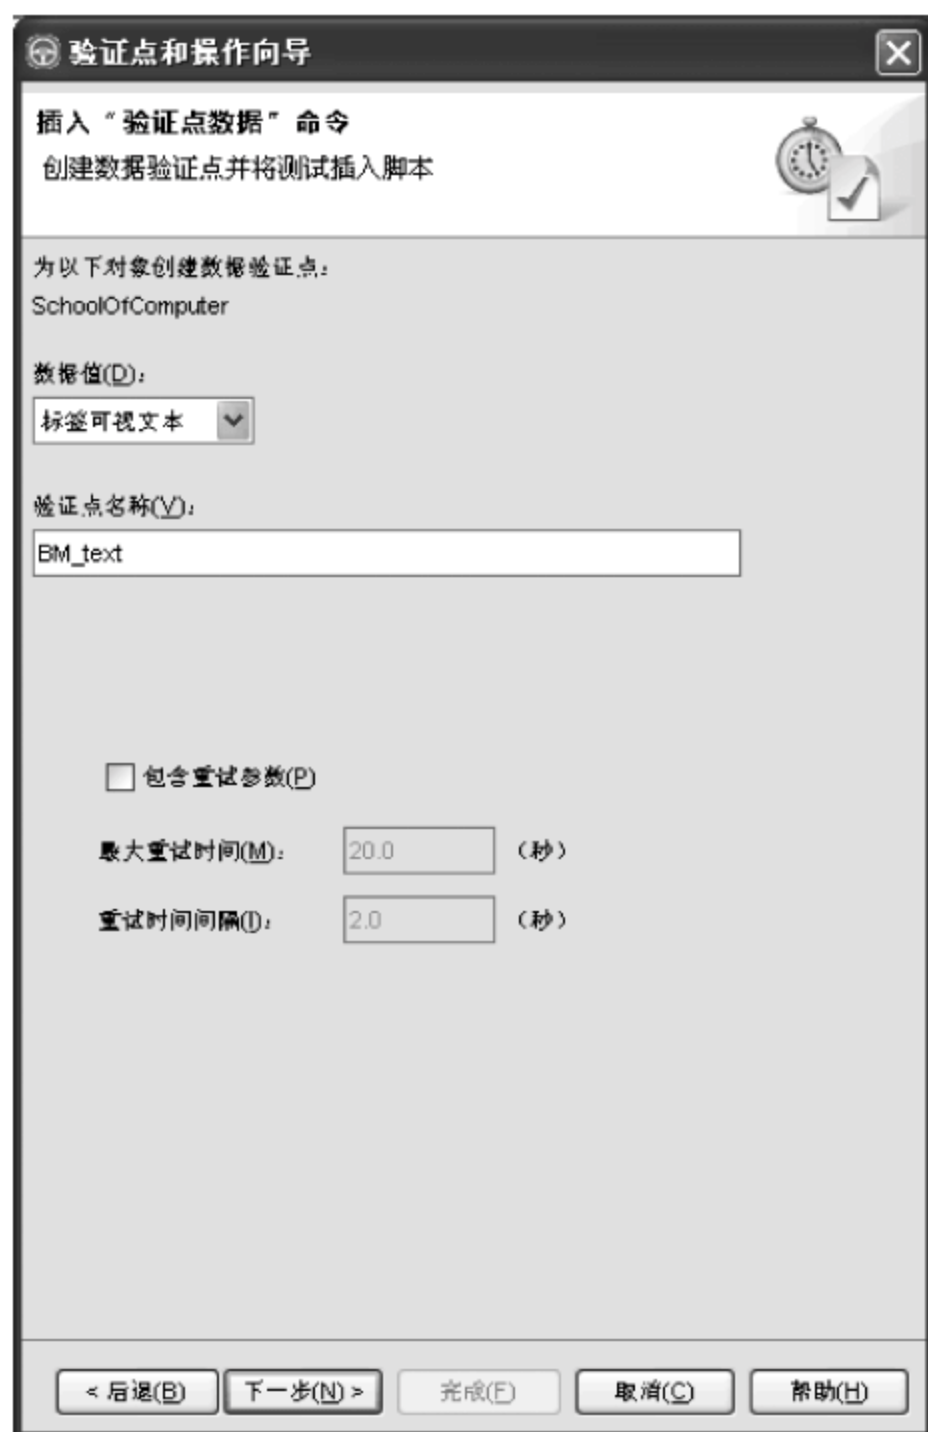 验证点和操作向导
插入“验证点数据”命令
创建数据验证点并将测试插入脚本
为以下对象创建数据验证点:
SchoolOfComputer
数据值(D):
标签可视文本
验证点名称(V):
BM_text
包含重试参数(P)
最大重试时间(M): 20.0 (秒)
重试时间间隔(I): 2.0 (秒)
< 后退(B) 下一步(N) > 完成(F) 取消(C) 帮助(H)